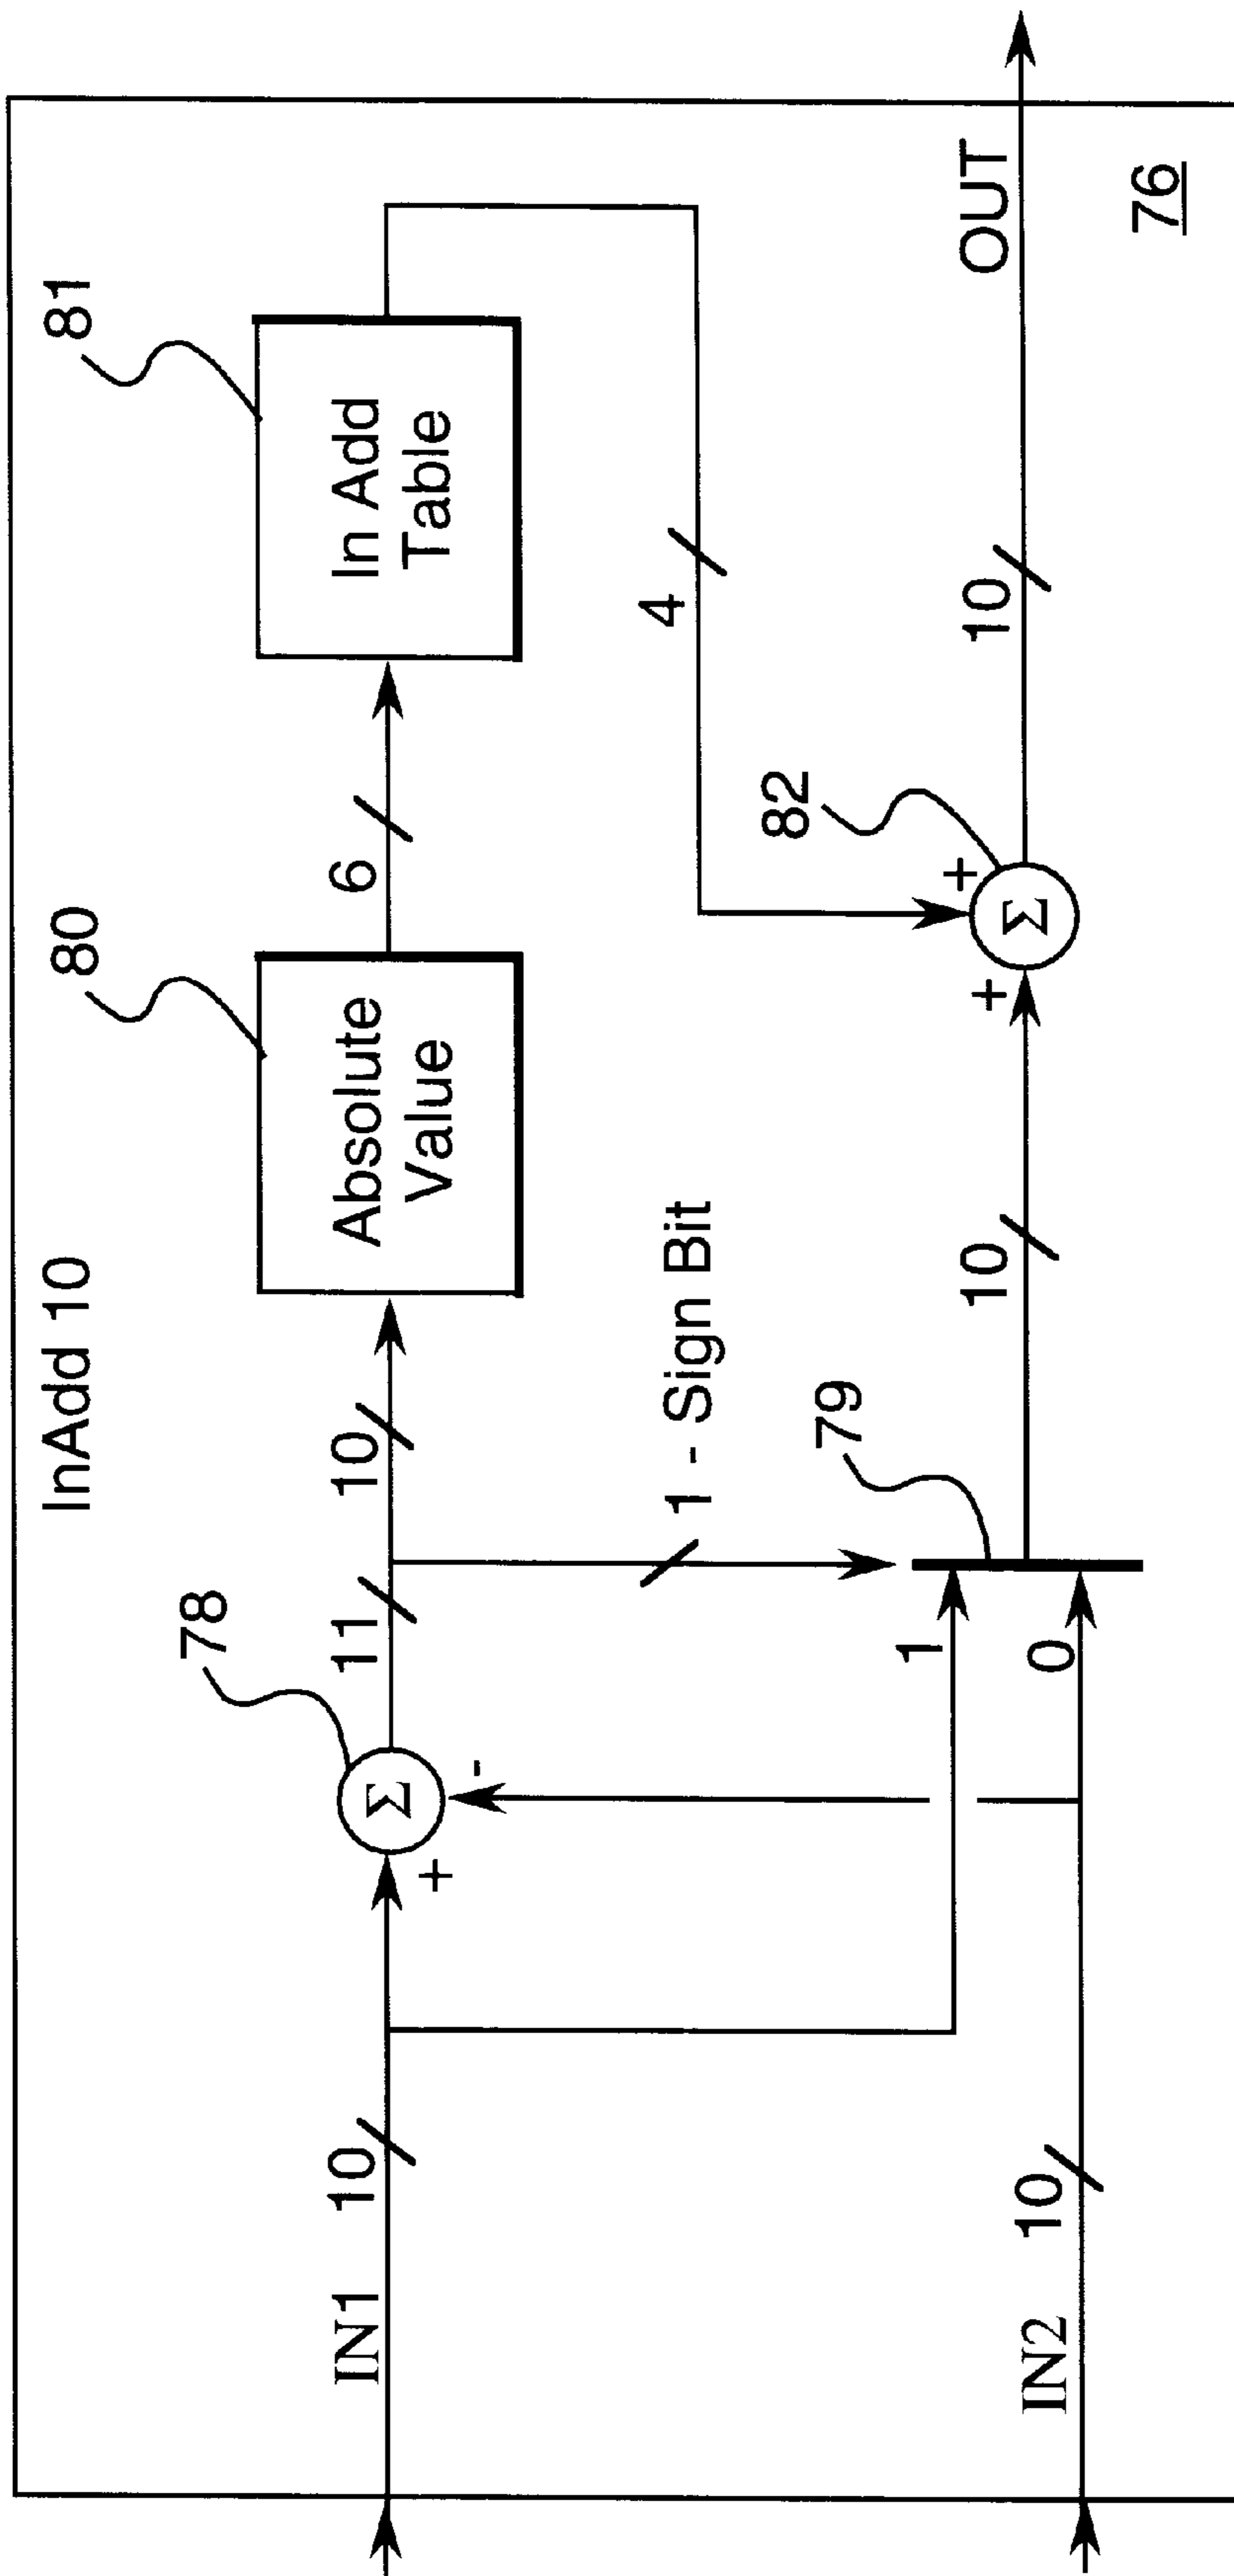 InAdd 10
80
81
78
Absolute
Value
In Add
Table
IN1 10
+
Σ
-
11
10
6
4
1 - Sign Bit
79
82
1
0
10
+
+
Σ
10
OUT
IN2 10
76